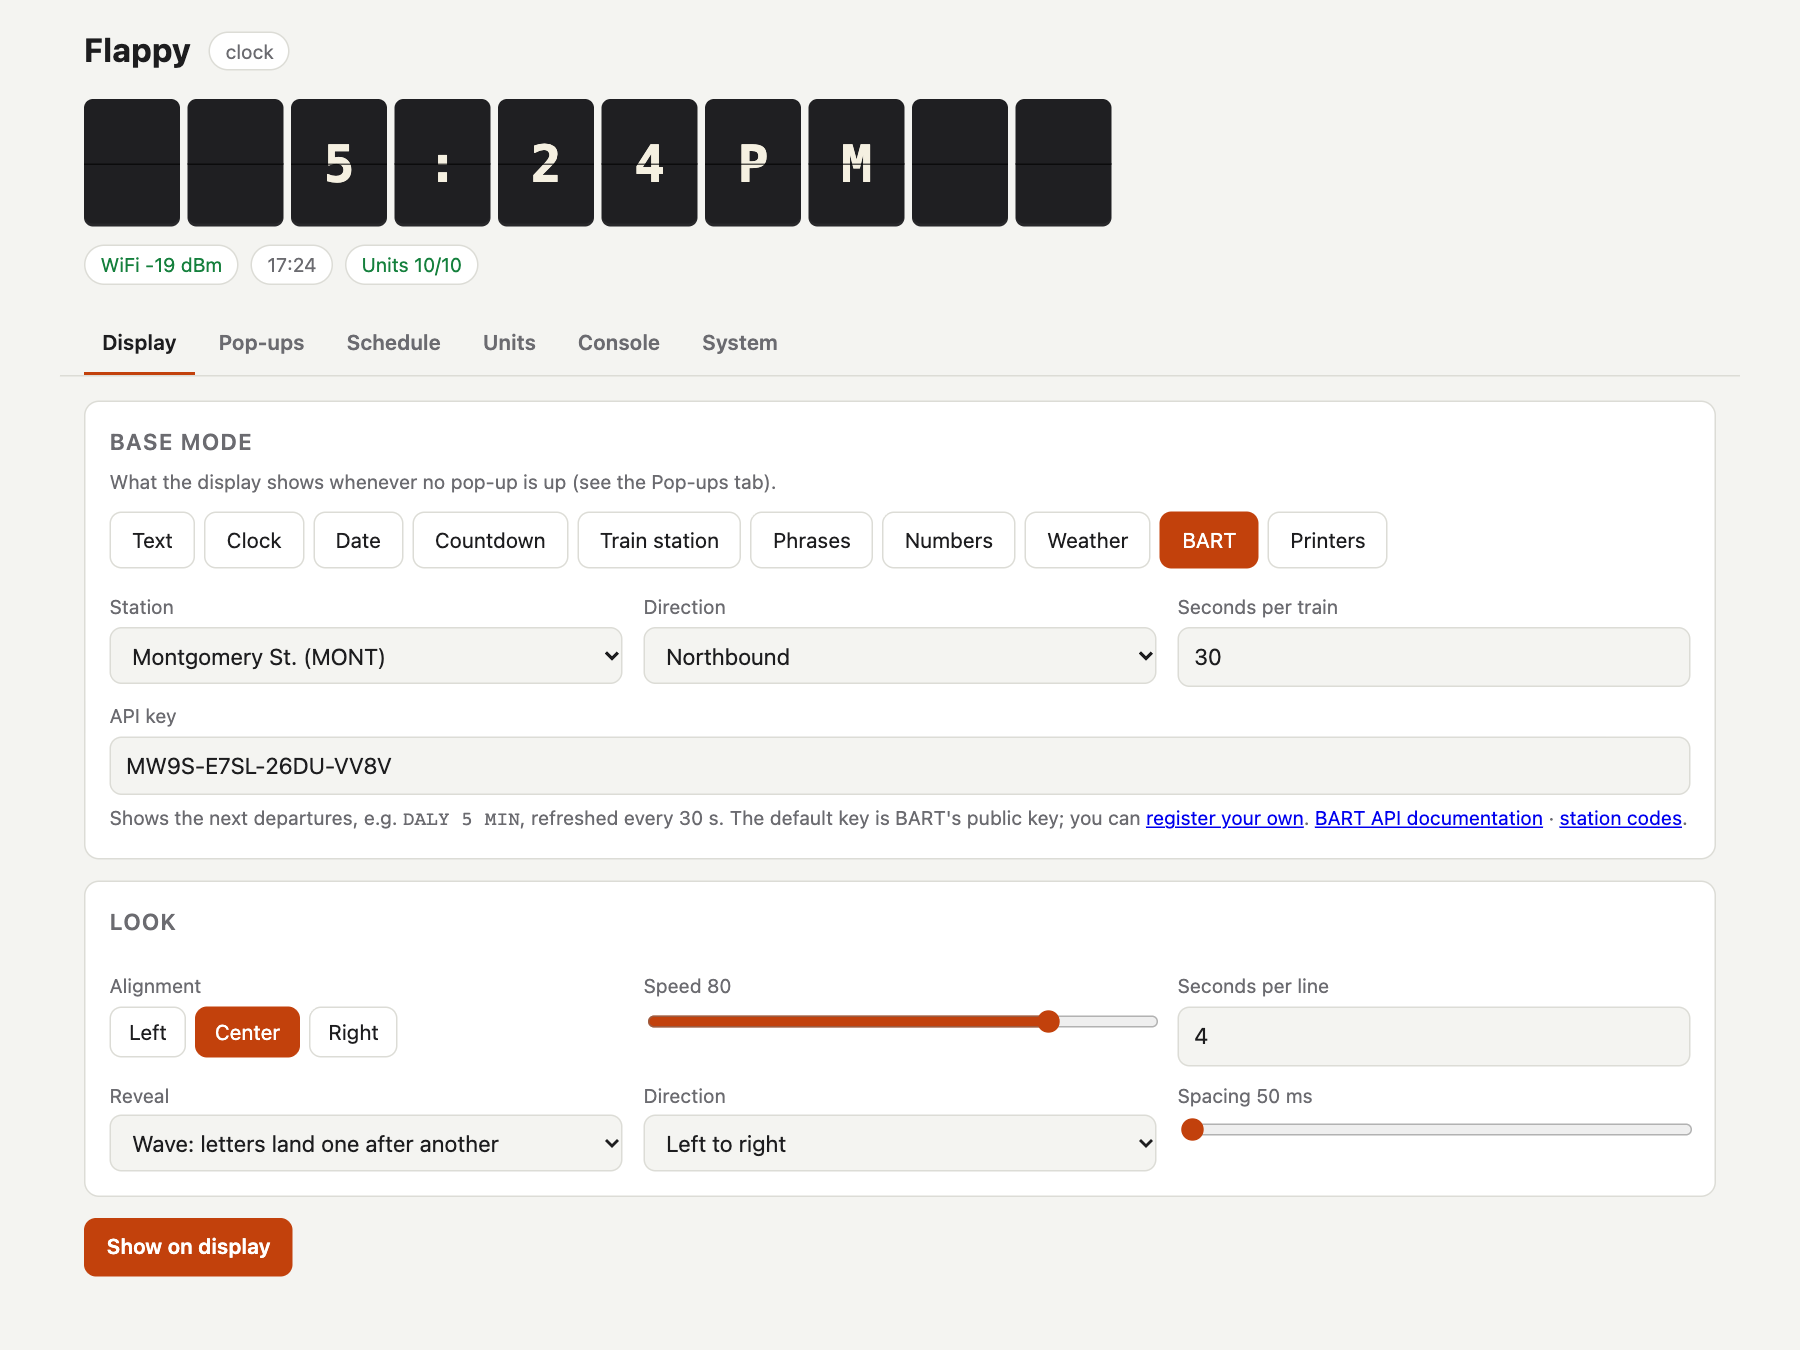 Flappy clock
5 : 2 4 P M
WiFi -19 dBm 17:24 Units 10/10
Display Pop-ups Schedule Units Console System
BASE MODE
What the display shows whenever no pop-up is up (see the Pop-ups tab).
Text Clock Date Countdown Train station Phrases Numbers Weather BART Printers
Station Direction Seconds per train
Montgomery St. (MONT) Northbound 30
API key
MW9S-E7SL-26DU-VV8V
Shows the next departures, e.g. DALY 5 MIN, refreshed every 30 s. The default key is BART's public key; you can register your own. BART API documentation · station codes.
LOOK
Alignment Speed 80 Seconds per line
Left Center Right 4
Reveal Direction Spacing 50 ms
Wave: letters land one after another Left to right
Show on display